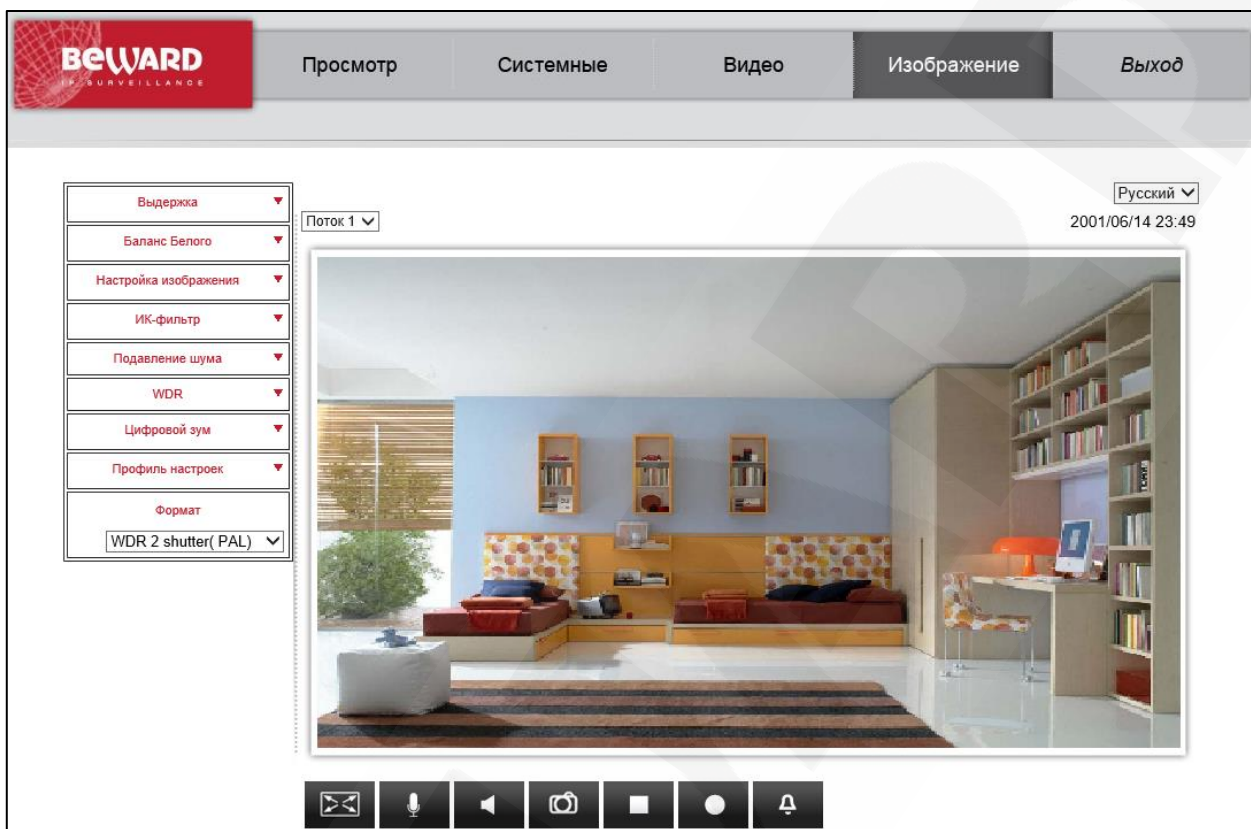 BEWARD
IN SURVEILLANCE
Просмотр
Системные
Видео
Изображение
Выход
Русский
2001/06/14 23:49
Поток 1
Выдержка
Баланс Белого
Настройка изображения
ИК-фильтр
Подавление шума
WDR
Цифровой зум
Профиль настроек
Формат
WDR 2 shutter( PAL)